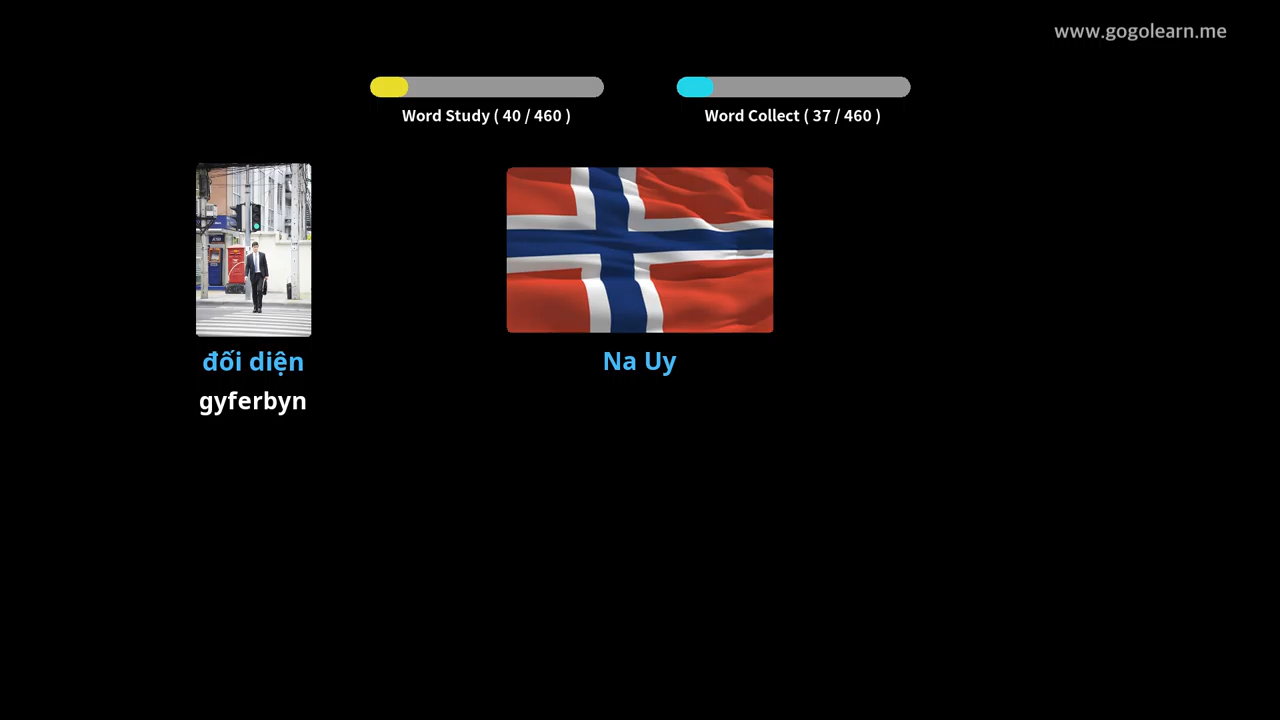 www.gogolearn.me
Word Study ( 40 / 460 )
Word Collect ( 37 / 460 )
đối diện
gyferbyn
Na Uy